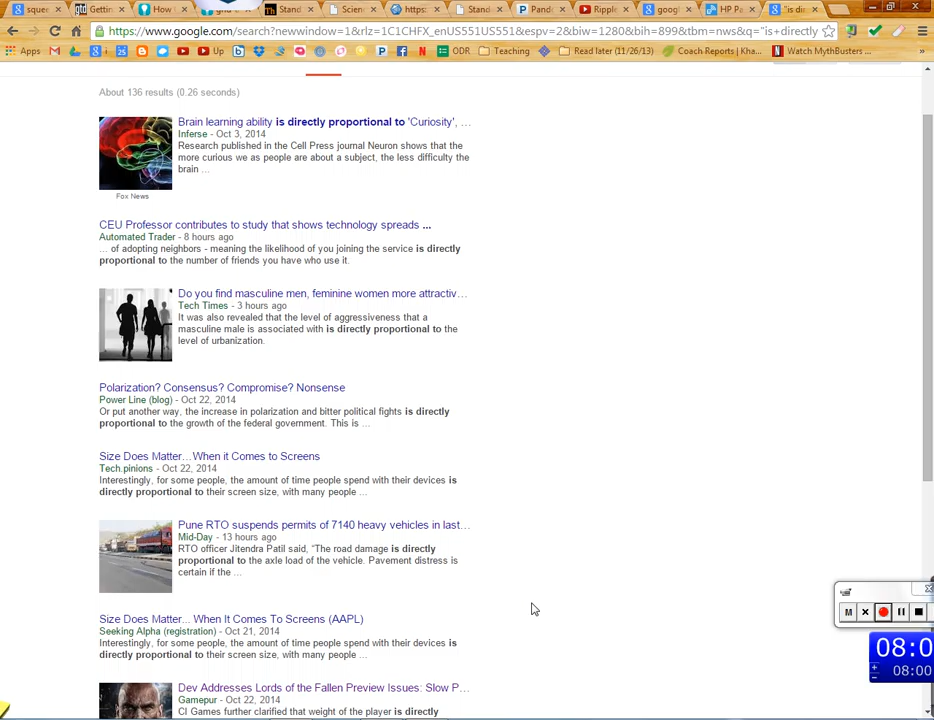 squee
Getting
How
Stand
Scienc
https:
Stand
Pando
Ripple
googl
HP Pa
"is dir
https://www.google.com/search?newwindow=1&rlz=1C1CHFX_enUS551US551&espv=2&biw=1280&bih=899&tbm=nws&q="is+directly
Apps
Up
ODR
Teaching
Read later (11/26/13)
Coach Reports | Kha...
Watch MythBusters...
About 136 results (0.26 seconds)
Brain learning ability is directly proportional to 'Curiosity', ...
Inferse - Oct 3, 2014
Research published in the Cell Press journal Neuron shows that the
more curious we as people are about a subject, the less difficulty the
brain ...
Fox News
CEU Professor contributes to study that shows technology spreads ...
Automated Trader - 8 hours ago
... of adopting neighbors - meaning the likelihood of you joining the service is directly
proportional to the number of friends you have who use it.
Do you find masculine men, feminine women more attractiv...
Tech Times - 3 hours ago
It was also revealed that the level of aggressiveness that a
masculine male is associated with is directly proportional to the
level of urbanization.
Polarization? Consensus? Compromise? Nonsense
Power Line (blog) - Oct 22, 2014
Or put another way, the increase in polarization and bitter political fights is directly
proportional to the growth of the federal government. This is ...
Size Does Matter…When it Comes to Screens
Tech.pinions - Oct 22, 2014
Interestingly, for some people, the amount of time people spend with their devices is
directly proportional to their screen size, with many people ...
Pune RTO suspends permits of 7140 heavy vehicles in last...
Mid-Day - 13 hours ago
RTO officer Jitendra Patil said, "The road damage is directly
proportional to the axle load of the vehicle. Pavement distress is
certain if the ...
Size Does Matter... When It Comes To Screens (AAPL)
Seeking Alpha (registration) - Oct 21, 2014
Interestingly, for some people, the amount of time people spend with their devices is
directly proportional to their screen size, with many people ...
Dev Addresses Lords of the Fallen Preview Issues: Slow P...
Gamepur - Oct 22, 2014
CI Games further clarified that weight of the player is directly
M
08:0
08:00